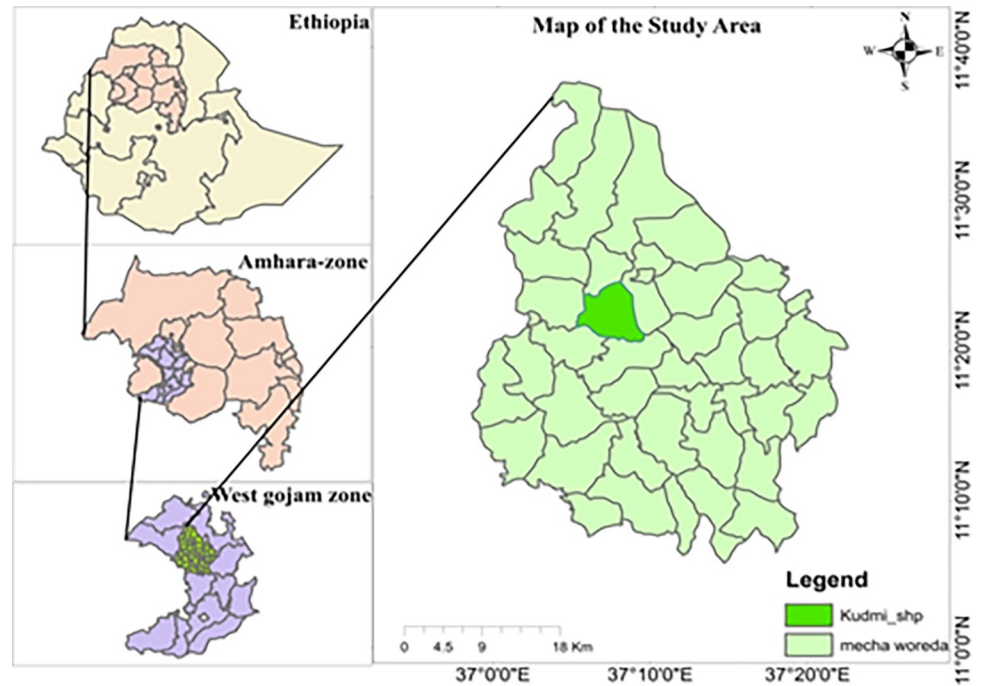 Ethiopia
Map of the Study Area
N
W E
S
Amhara-zone
West gojam zone
11°40'0"N
11°30'0"N
11°20'0"N
11°10'0"N
11°0'0"N
Legend
Kudmi_shp
mecha woreda
0 4.5 9 18 Km
37°0'0"E 37°10'0"E 37°20'0"E